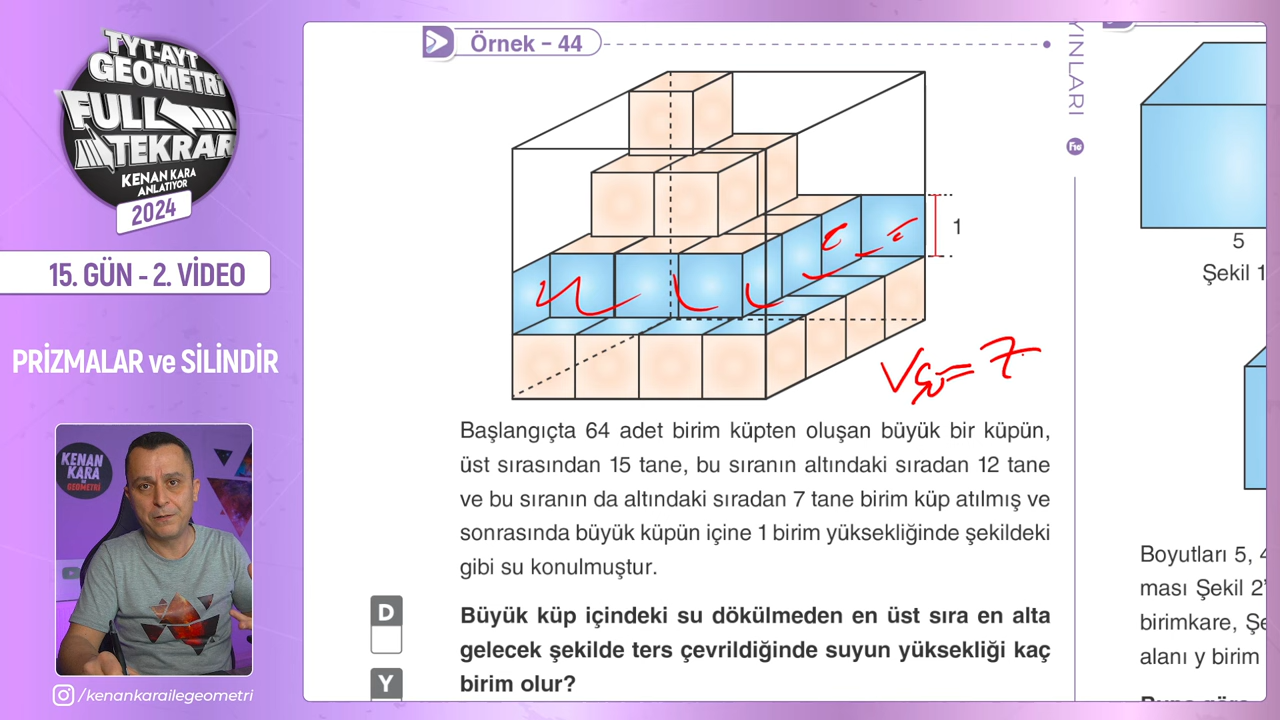 TYT-AYT
GEOMETRİ
FULL
TEKRAR
KENAN KARA
ANLATIYOR
2024
15. GÜN - 2. VİDEO
PRİZMALAR ve SİLİNDİR
KENAN
KARA
GEOMETRİ
/kenankarailegeometri
Örnek – 44
1
V su = 7
Başlangıçta 64 adet birim küpten oluşan büyük bir küpün,
üst sırasından 15 tane, bu sıranın altındaki sıradan 12 tane
ve bu sıranın da altındaki sıradan 7 tane birim küp atılmış ve
sonrasında büyük küpün içine 1 birim yüksekliğinde şekildeki
gibi su konulmuştur.
D
Y
Büyük küp içindeki su dökülmeden en üst sıra en alta
gelecek şekilde ters çevrildiğinde suyun yüksekliği kaç
birim olur?
YINLARI
5
Şekil 1
Boyutları 5, 4
ması Şekil 2'
birimkare, Şe
alanı y birim